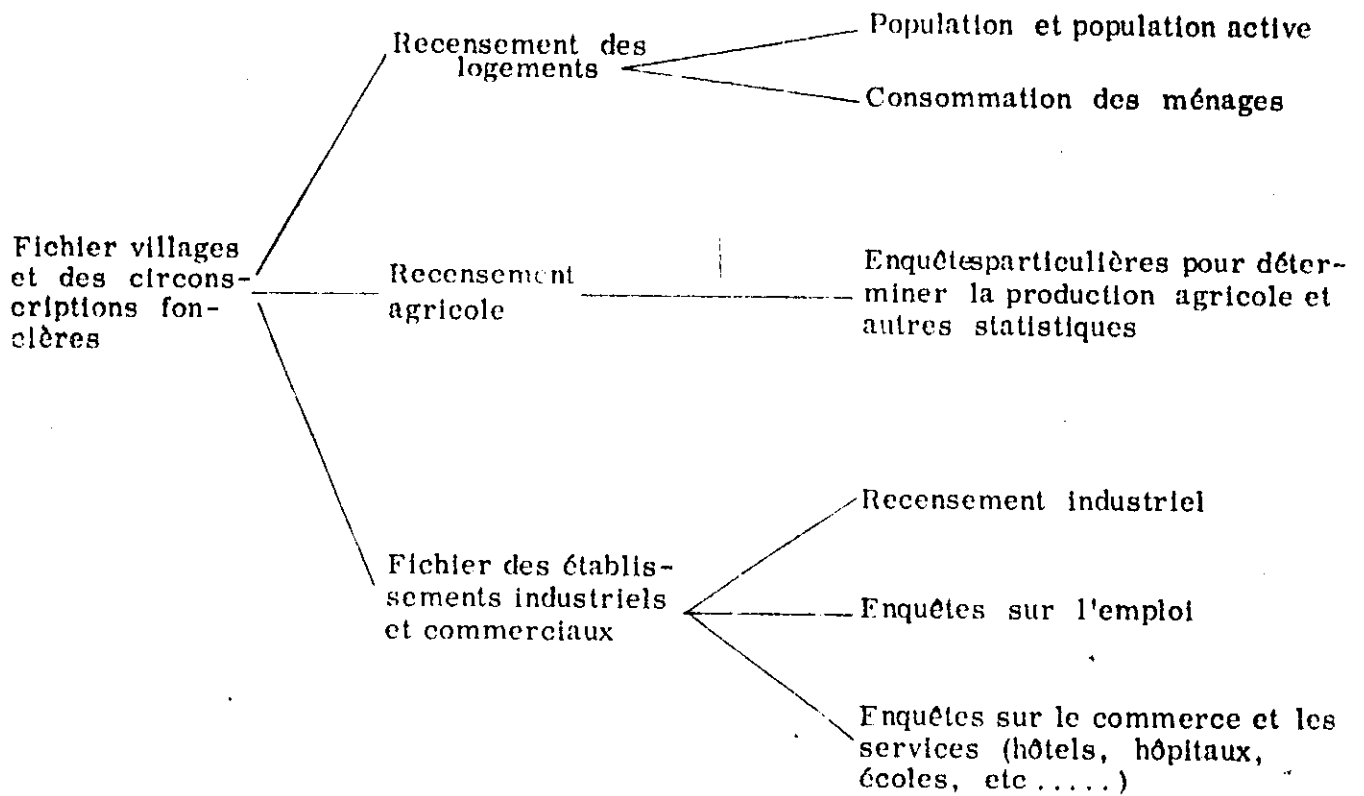 Recensement des
logements
Population et population active
Consommation des ménages
Fichier villages
et des circons-
criptions fon-
cières
Recensement
agricole
Enquêtesparticulières pour déter-
miner la production agricole et
autres statistiques
Fichier des établis-
sements industriels
et commerciaux
Recensement industriel
Enquêtes sur l'emploi
Enquêtes sur le commerce et les
services (hôtels, hôpitaux,
écoles, etc .....)